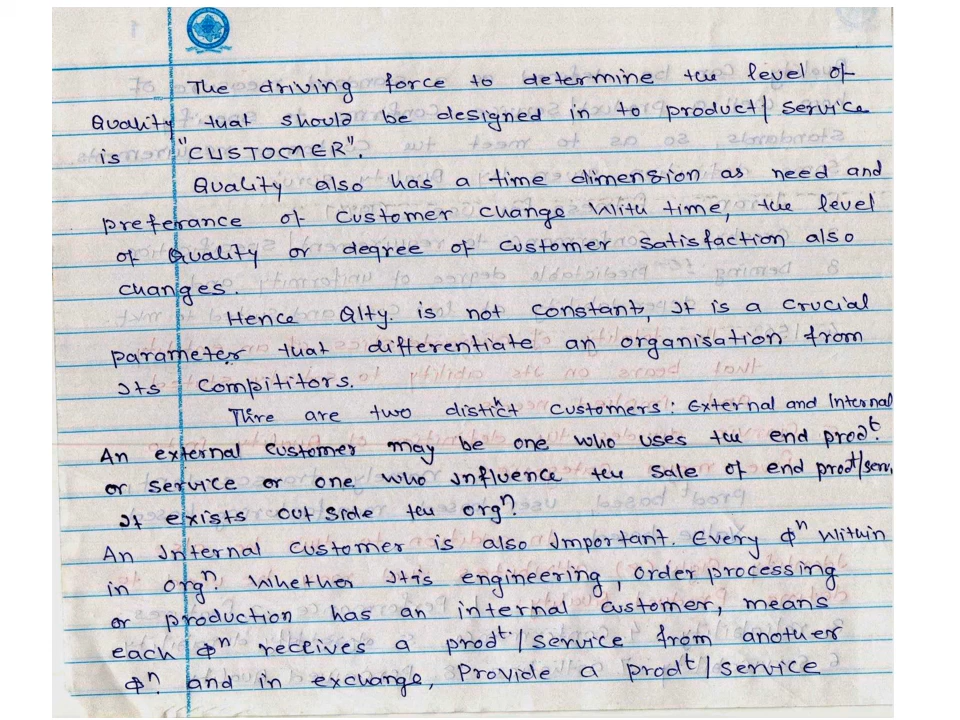 The driving force to determine the level of
Quality that should be designed in to product/service
is "CUSTOMER".
Quality also has a time dimension as need and
preferance of customer change with time, the level
of Quality or degree of customer satisfaction also
changes.
Hence Qlty. is not constant, It is a crucial
parameter that differentiate an organisation from
Its Compititors.
There are two distinct customers: External and Internal
An external customer may be one who uses the end prodt.
or service or one who Influence the sale of end prodt/serv.
It exists out side the orgn.
An Internal customer is also Important. Every φn within
in orgn. Whether It is engineering, order processing
or production has an internal customer, means
each φn receives a prodt./service from another
φn. and in exchange, Provide a prodt/service